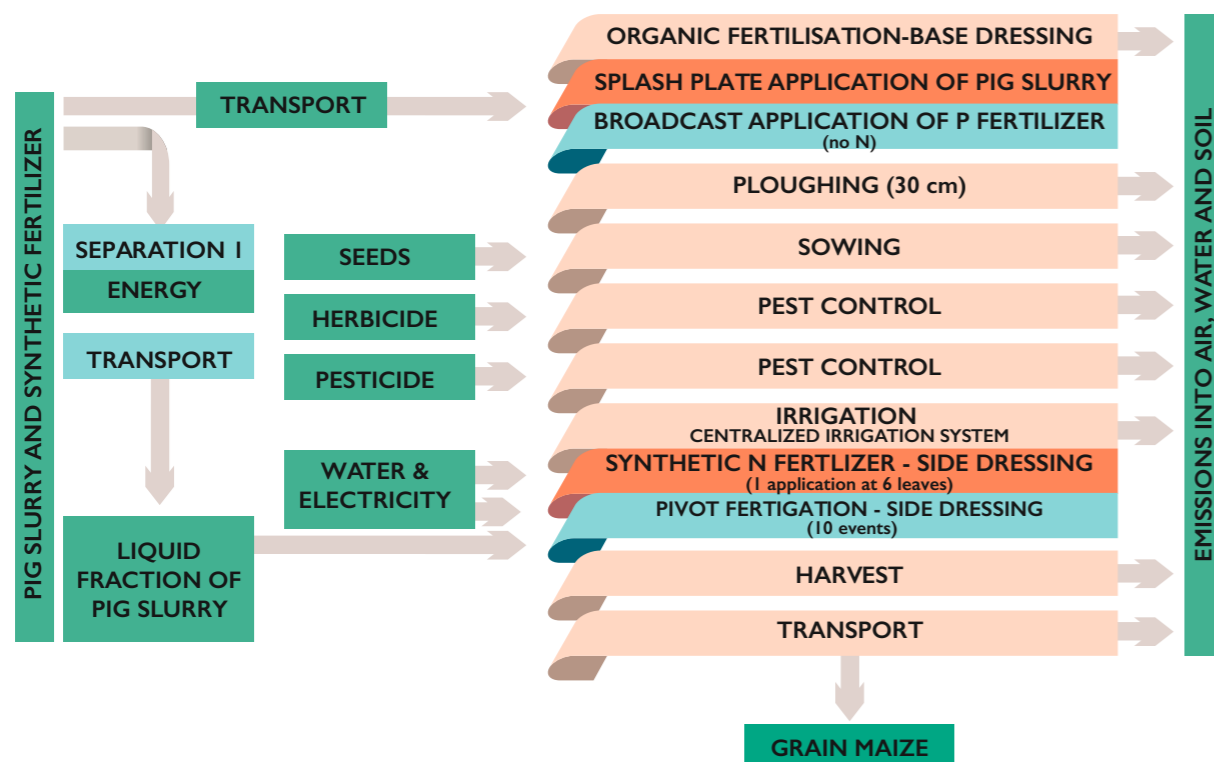 PIG SLURRY AND SYNTHETIC FERTILIZER
TRANSPORT
SEPARATION I
ENERGY
TRANSPORT
LIQUID
FRACTION OF
PIG SLURRY
SEEDS
HERBICIDE
PESTICIDE
WATER &
ELECTRICITY
ORGANIC FERTILISATION-BASE DRESSING
SPLASH PLATE APPLICATION OF PIG SLURRY
BROADCAST APPLICATION OF P FERTILIZER
(no N)
PLOUGHING (30 cm)
SOWING
PEST CONTROL
PEST CONTROL
IRRIGATION
CENTRALIZED IRRIGATION SYSTEM
SYNTHETIC N FERTLIZER - SIDE DRESSING
(1 application at 6 leaves)
PIVOT FERTIGATION - SIDE DRESSING
(10 events)
HARVEST
TRANSPORT
GRAIN MAIZE
EMISSIONS INTO AIR, WATER AND SOIL